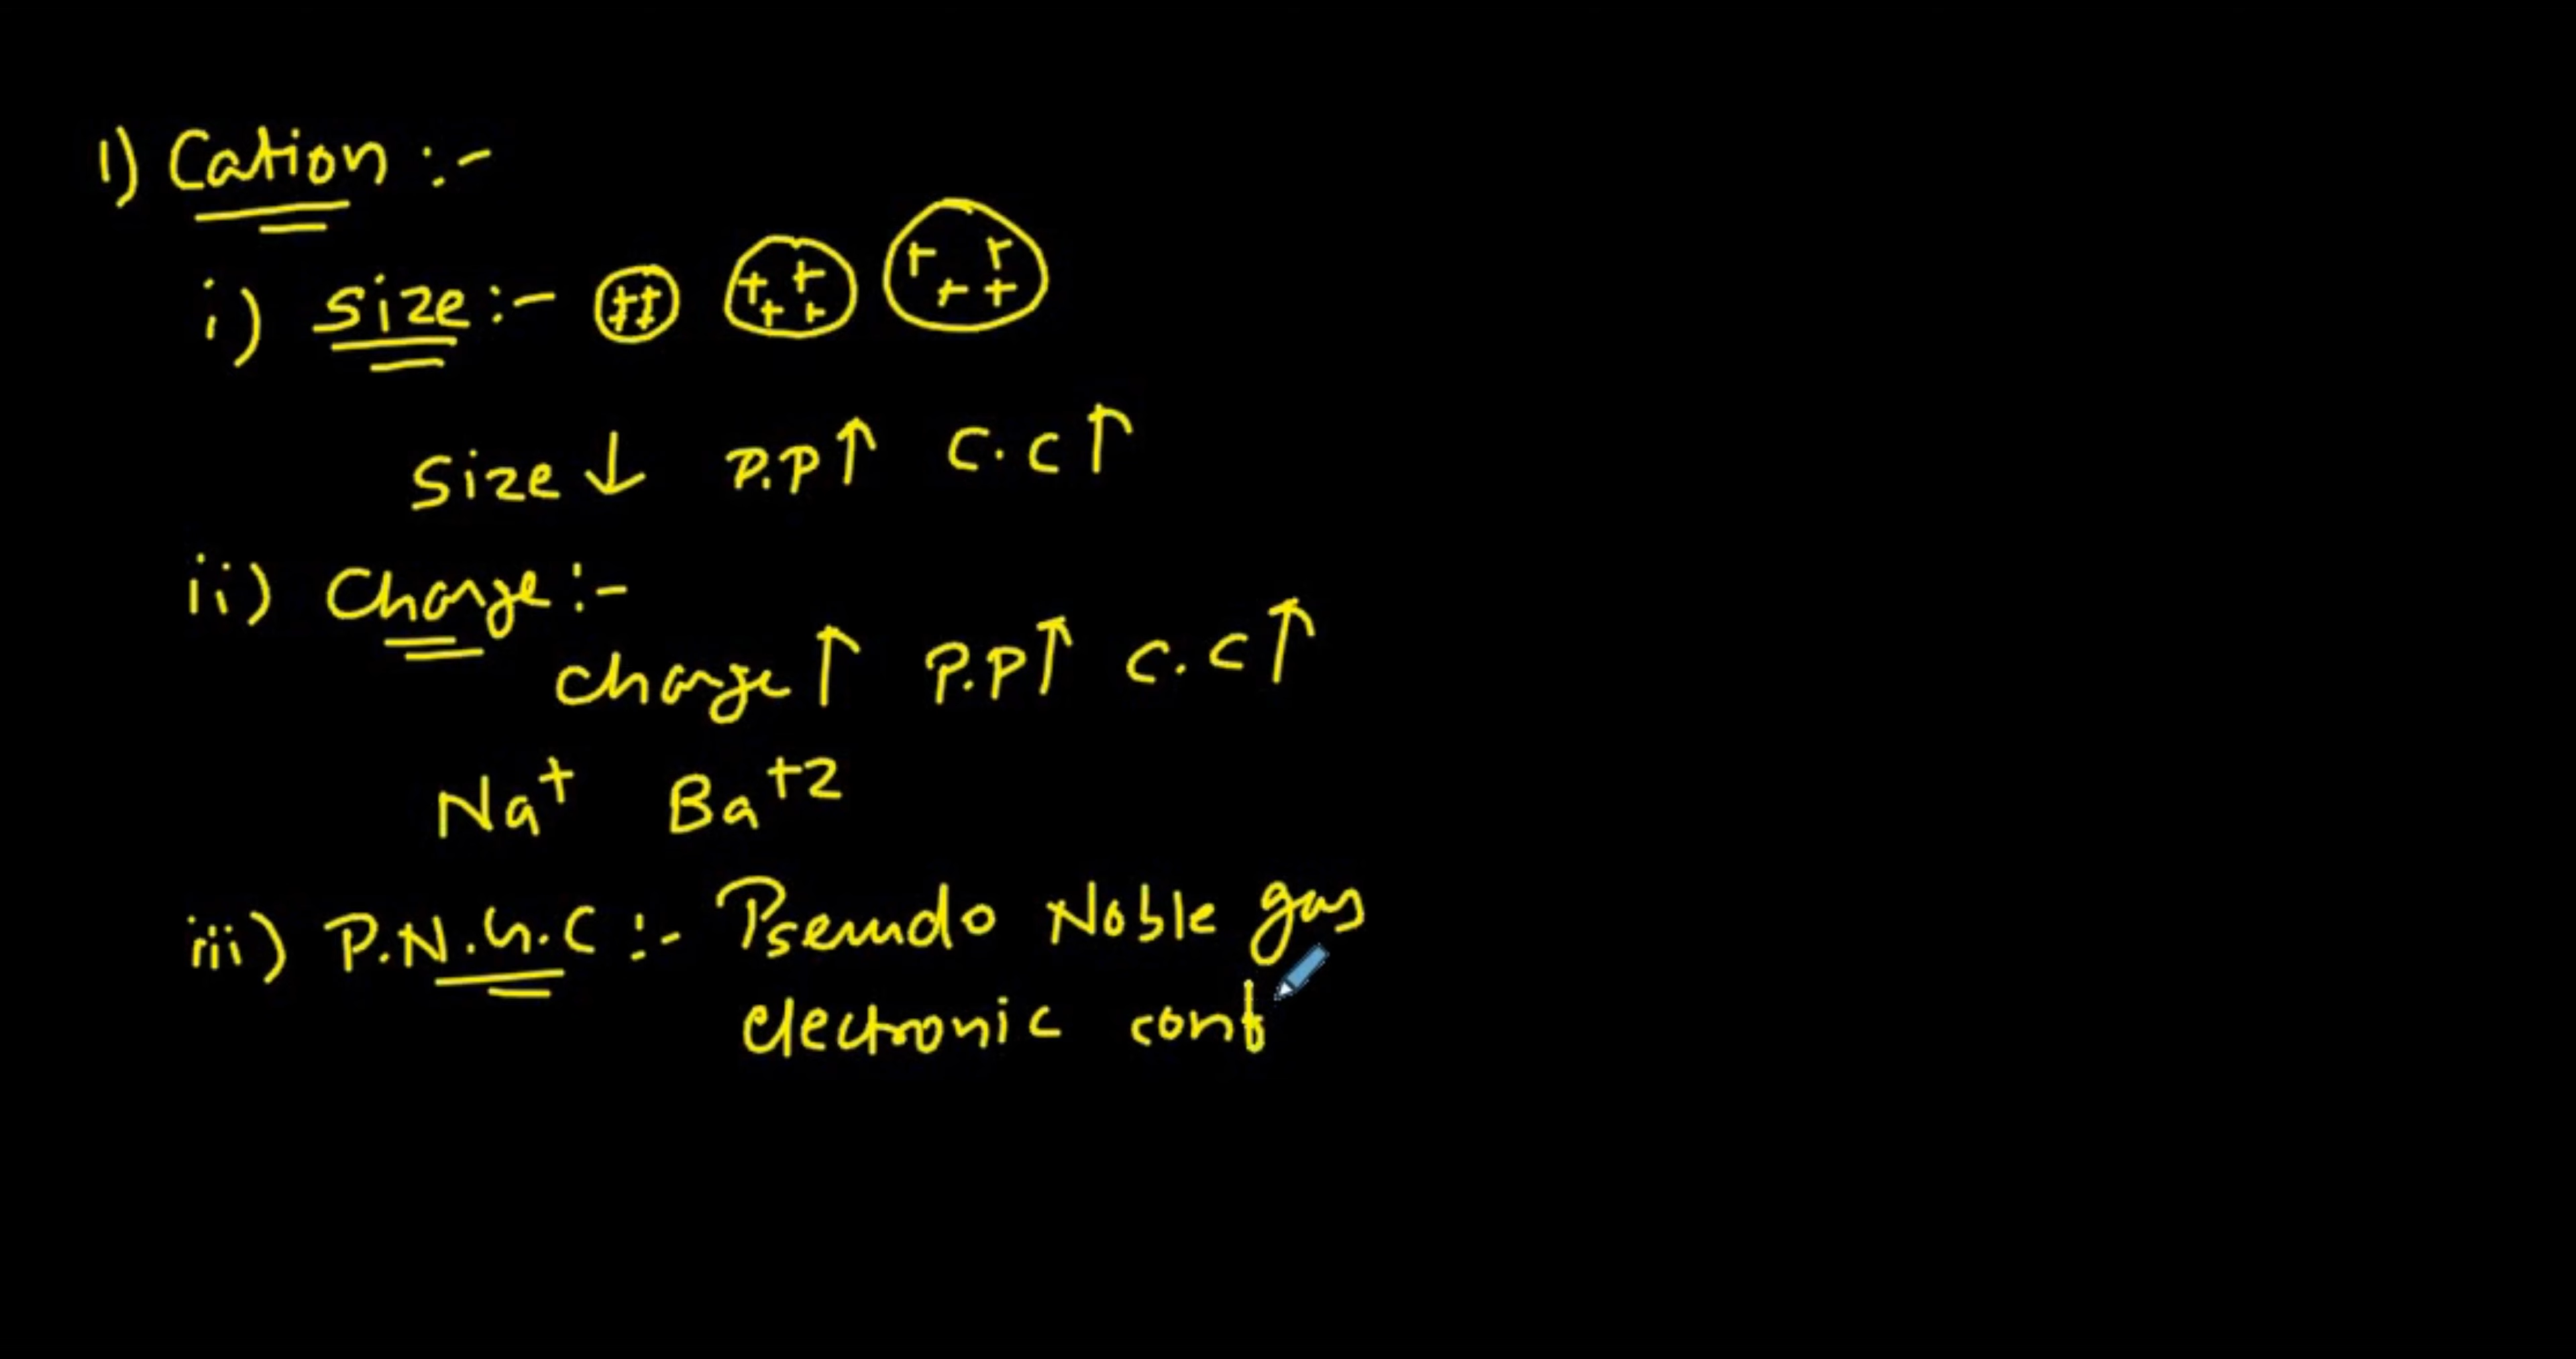 1) Cation :-
i) Size :- ++++ ++++ ++++
Size ↓ P.P ↑ C.C ↑
ii) Charge :-
Charge ↑ P.P ↑ C.C ↑
Na⁺ Ba⁺²
iii) P.N.G.C :- Pseudo Noble gas
electronic conf